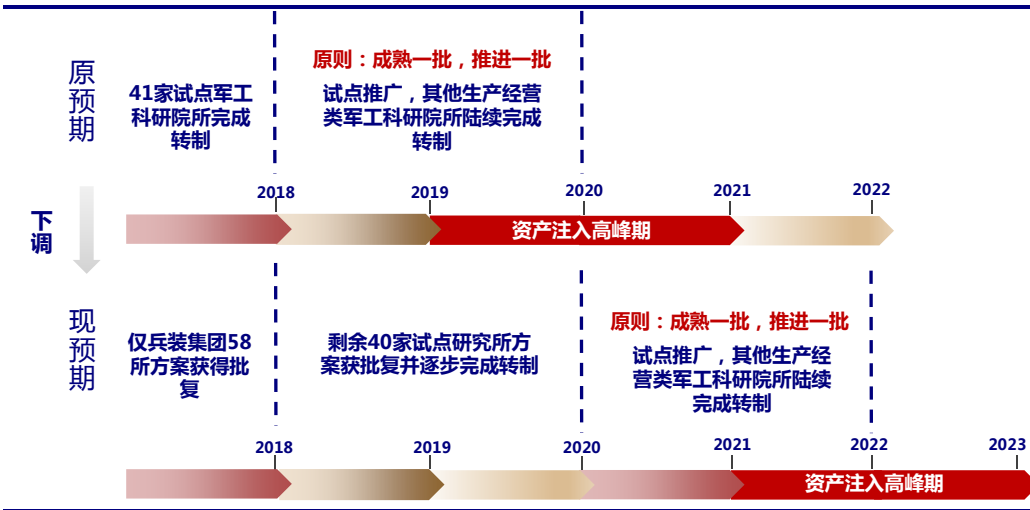 原预期
41家试点军工
科研院所完成
转制
原则：成熟一批，推进一批
试点推广，其他生产经营
类军工科研院所陆续完成
转制
2018
2019
2020
2021
2022
资产注入高峰期
下调
现预期
仅兵装集团58
所方案获得批
复
剩余40家试点研究所方
案获批复并逐步完成转制
原则：成熟一批，推进一批
试点推广，其他生产经
营类军工科研院所陆续
完成转制
2018
2019
2020
2021
2022
2023
资产注入高峰期